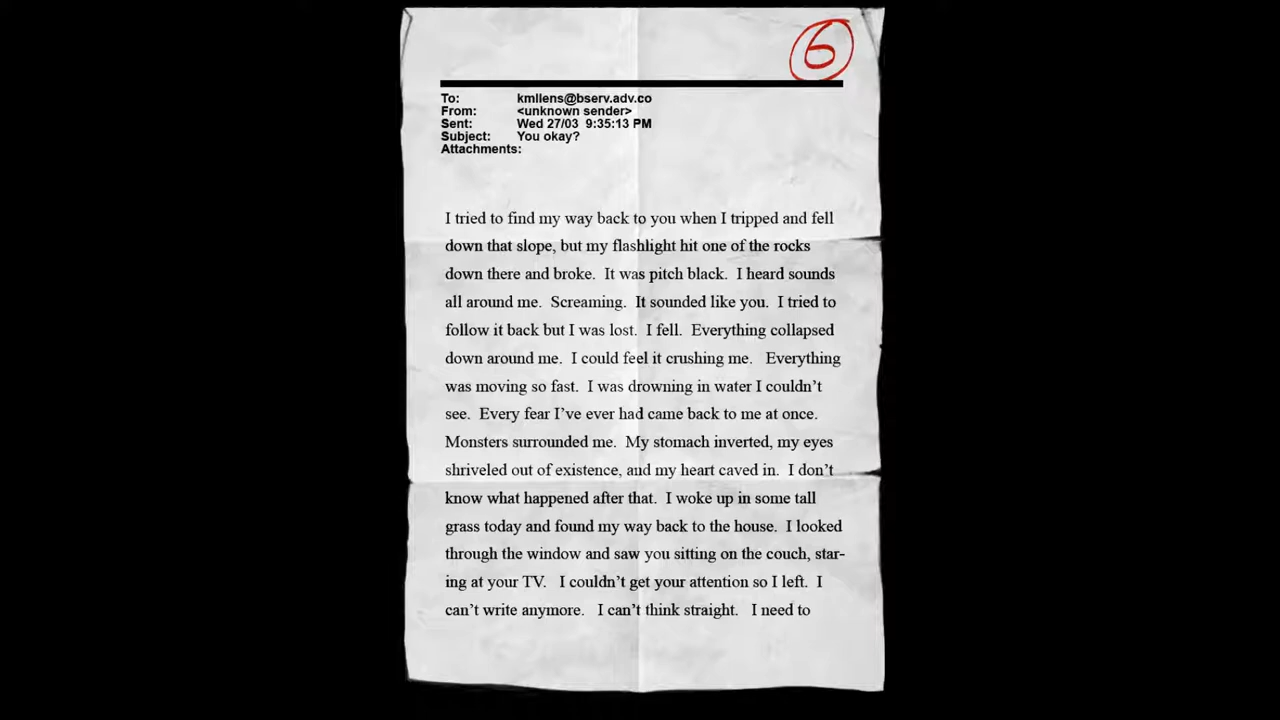 6
To: kmllens@bserv.adv.co
From: <unknown sender>
Sent: Wed 27/03 9:35:13 PM
Subject: You okay?
Attachments:
I tried to find my way back to you when I tripped and fell
down that slope, but my flashlight hit one of the rocks
down there and broke. It was pitch black. I heard sounds
all around me. Screaming. It sounded like you. I tried to
follow it back but I was lost. I fell. Everything collapsed
down around me. I could feel it crushing me. Everything
was moving so fast. I was drowning in water I couldn't
see. Every fear I've ever had came back to me at once.
Monsters surrounded me. My stomach inverted, my eyes
shriveled out of existence, and my heart caved in. I don't
know what happened after that. I woke up in some tall
grass today and found my way back to the house. I looked
through the window and saw you sitting on the couch, star-
ing at your TV. I couldn't get your attention so I left. I
can't write anymore. I can't think straight. I need to